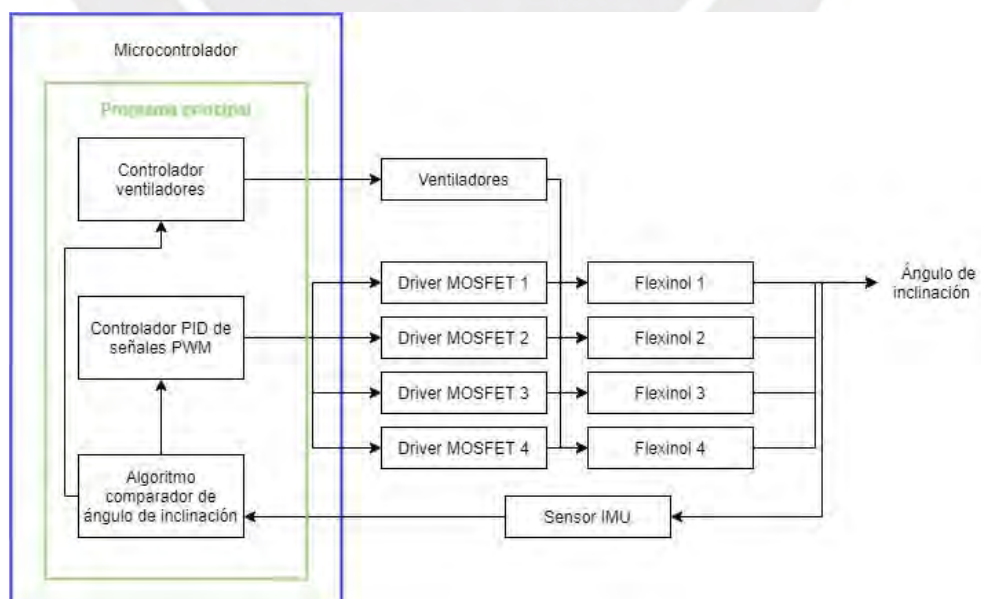 Microcontrolador
Programa principal
Controlador
ventiladores
Ventiladores
Driver MOSFET 1
Flexinol 1
Ángulo de
inclinación
Controlador PID de
señales PWM
Driver MOSFET 2
Flexinol 2
Driver MOSFET 3
Flexinol 3
Driver MOSFET 4
Flexinol 4
Algoritmo
comparador de
ángulo de inclinación
Sensor IMU